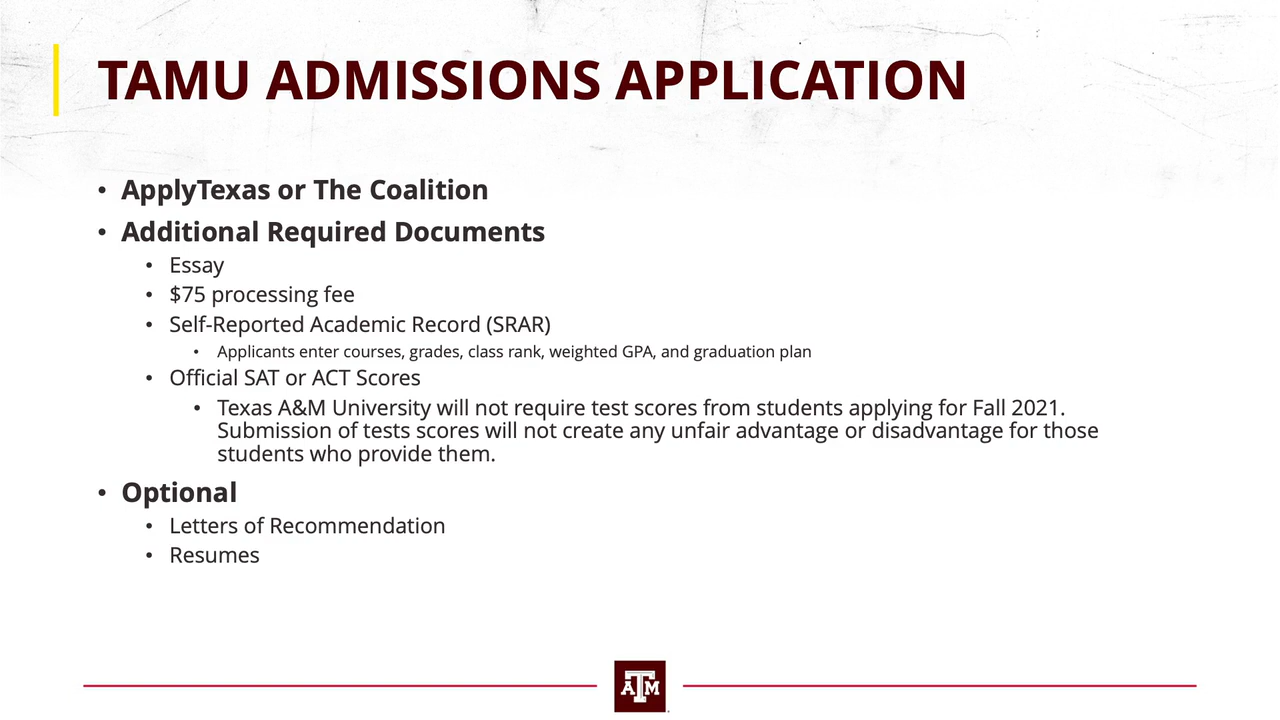 TAMU ADMISSIONS APPLICATION
• ApplyTexas or The Coalition
• Additional Required Documents
• Essay
• $75 processing fee
• Self-Reported Academic Record (SRAR)
• Applicants enter courses, grades, class rank, weighted GPA, and graduation plan
• Official SAT or ACT Scores
• Texas A&M University will not require test scores from students applying for Fall 2021.
Submission of tests scores will not create any unfair advantage or disadvantage for those
students who provide them.
• Optional
• Letters of Recommendation
• Resumes
ATM